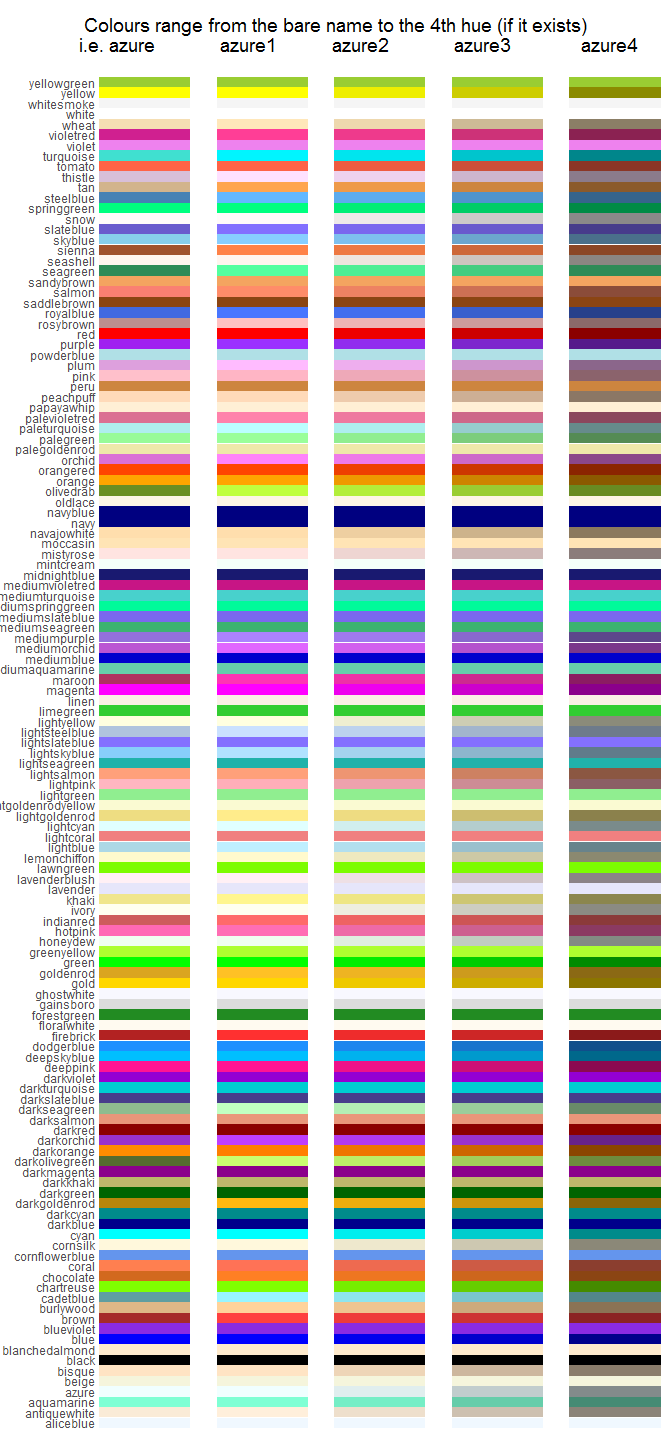 Colours range from the bare name to the 4th hue (if it exists)
i.e. azure azure1 azure2 azure3 azure4
yellowgreen
yellow
whitesmoke
white
wheat
violetred
violet
turquoise
tomato
thistle
tan
steelblue
springgreen
snow
slateblue
skyblue
sienna
seashell
seagreen
sandybrown
salmon
saddlebrown
royalblue
rosybrown
red
purple
powderblue
plum
pink
peru
peachpuff
papayawhip
palevioletred
paleturquoise
palegreen
palegoldenrod
orchid
orangered
orange
olivedrab
oldlace
navyblue
navy
navajowhite
moccasin
mistyrose
mintcream
midnightblue
mediumvioletred
mediumturquoise
diumspringgreen
mediumslateblue
mediumseagreen
mediumpurple
mediumorchid
mediumblue
diumaquamarine
maroon
magenta
linen
limegreen
lightyellow
lightsteelblue
lightslateblue
lightskyblue
lightseagreen
lightsalmon
lightpink
lightgreen
htgoldenrodyellow
lightgoldenrod
lightcyan
lightcoral
lightblue
lemonchiffon
lawngreen
lavenderblush
lavender
khaki
ivory
indianred
hotpink
honeydew
greenyellow
green
goldenrod
gold
ghostwhite
gainsboro
forestgreen
floralwhite
firebrick
dodgerblue
deepskyblue
deeppink
darkviolet
darkturquoise
darkslateblue
darkseagreen
darksalmon
darkred
darkorchid
darkorange
darkolivegreen
darkmagenta
darkkhaki
darkgreen
darkgoldenrod
darkcyan
darkblue
cyan
cornsilk
cornflowerblue
coral
chocolate
chartreuse
cadetblue
burlywood
brown
blueviolet
blue
blanchedalmond
black
bisque
beige
azure
aquamarine
antiquewhite
aliceblue